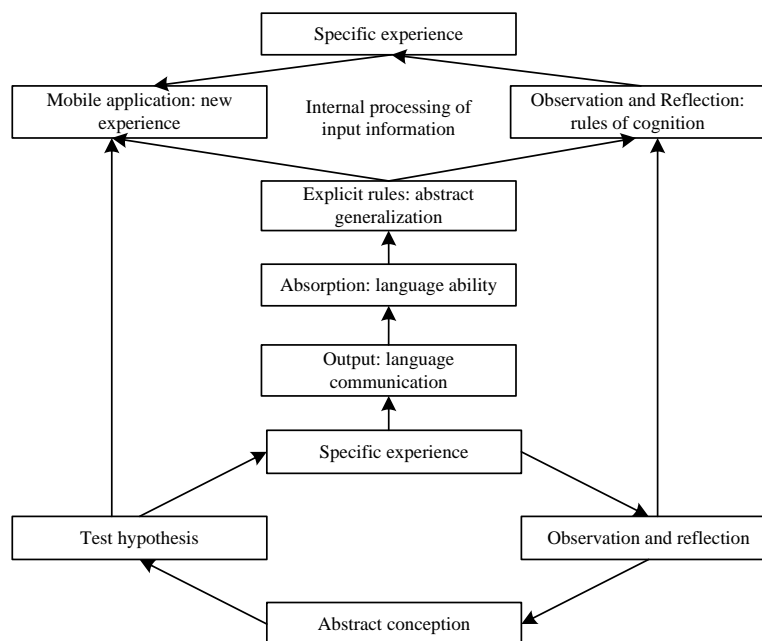 Specific experience
Mobile application: new
experience
Internal processing of
input information
Observation and Reflection:
rules of cognition
Explicit rules: abstract
generalization
Absorption: language ability
Output: language
communication
Specific experience
Test hypothesis
Observation and reflection
Abstract conception